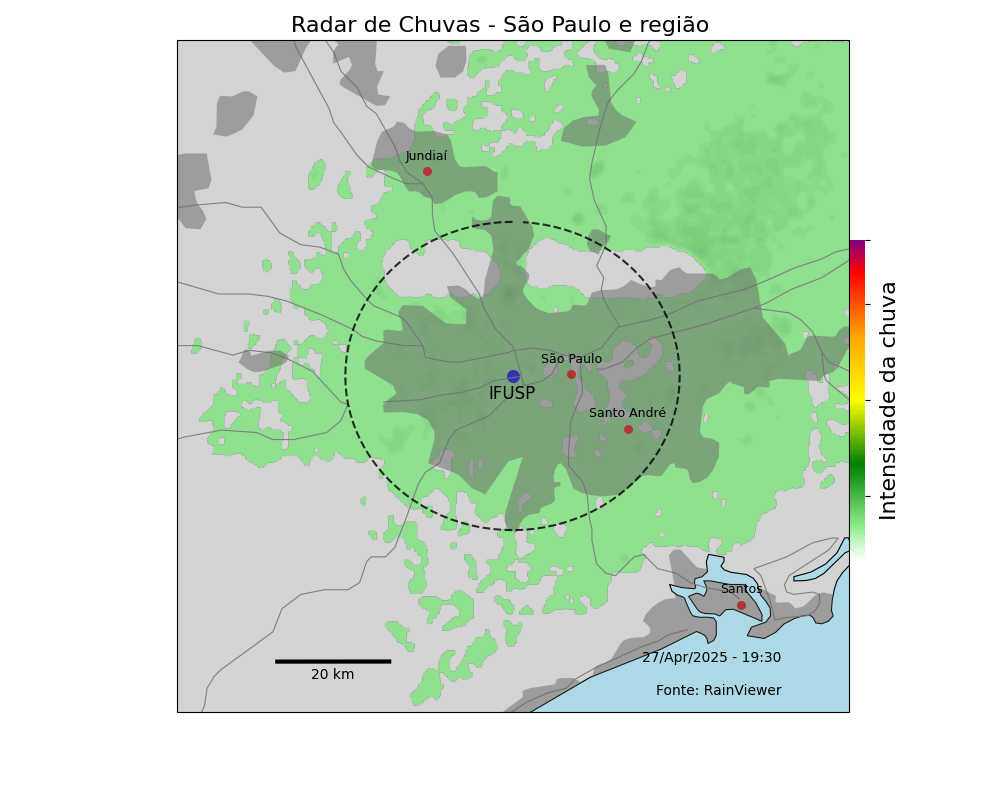 Radar de Chuvas - São Paulo e região
Jundiaí
São Paulo
IFUSP
Santo André
Intensidade da chuva
Santos
27/Apr/2025 - 19:30
20 km
Fonte: RainViewer